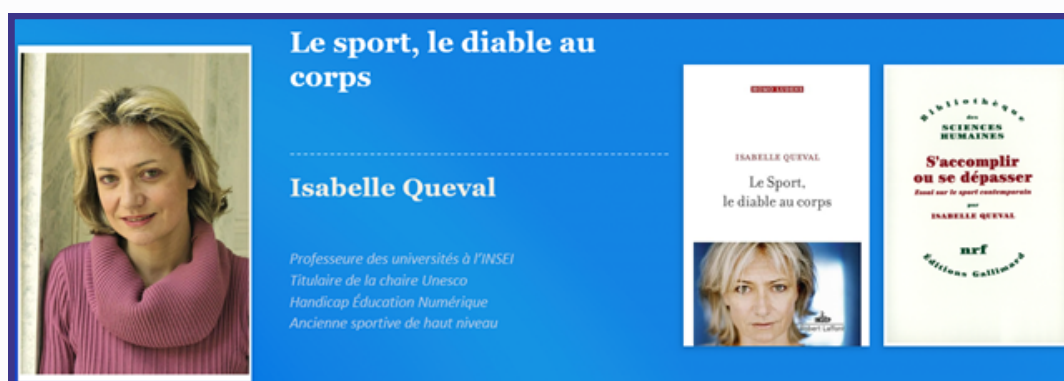 Le sport, le diable au
corps
Isabelle Queval
Professeure des universités à l'INSEI
Titulaire de la chaire Unesco
Handicap Éducation Numérique
Ancienne sportive de haut niveau
HOMO LUDENS
ISABELLE QUEVAL
Le Sport,
le diable au corps
Robert Laffont
Bibliothèque
des
SCIENCES
HUMAINES
S'accomplir
ou se dépasser
Essai sur le sport contemporain
par
ISABELLE QUEVAL
nrf
Éditions Gallimard